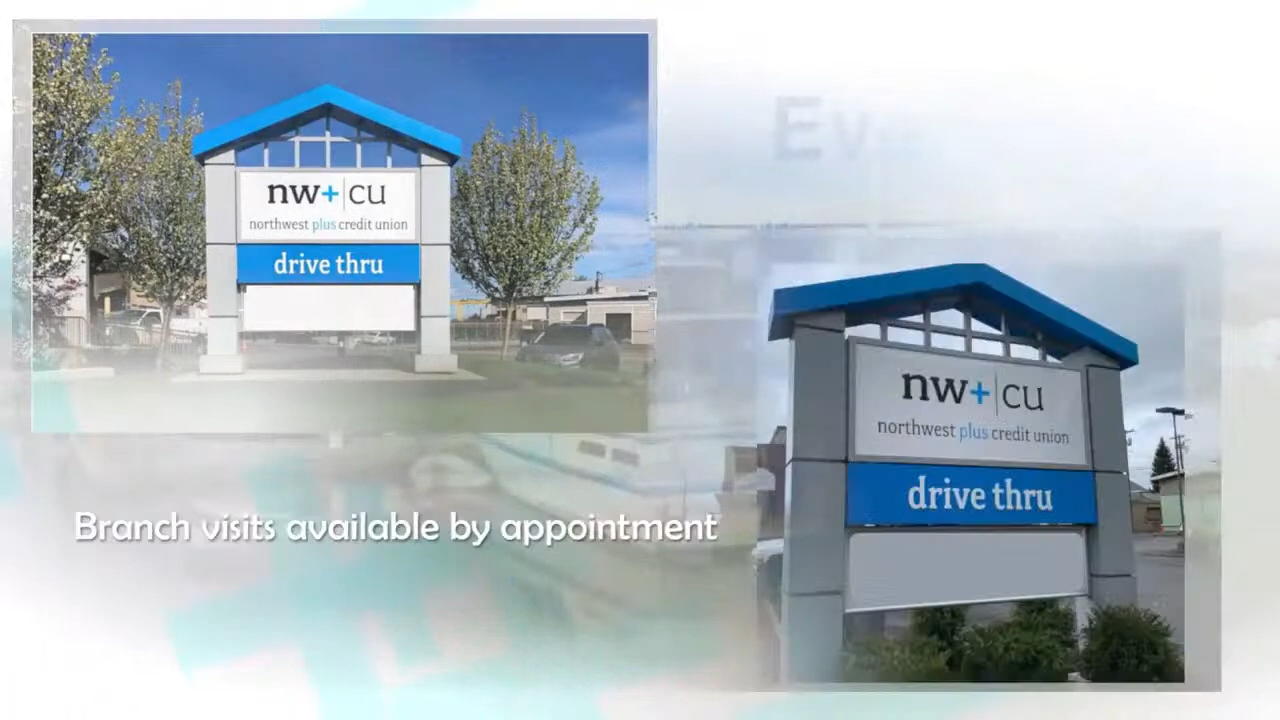 nw+ cu
northwest plus credit union
drive thru
nw+ cu
northwest plus credit union
drive thru
Branch visits available by appointment